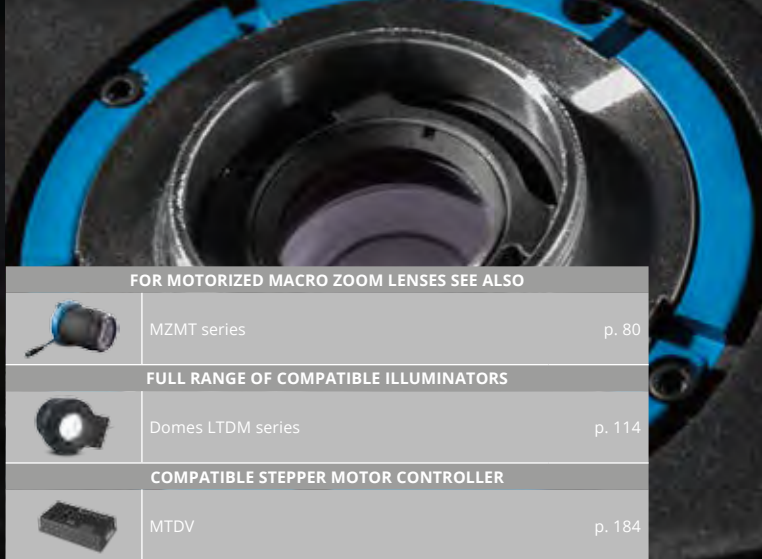 FOR MOTORIZED MACRO ZOOM LENSES SEE ALSO
MZMT series p. 80
FULL RANGE OF COMPATIBLE ILLUMINATORS
Domes LTDM series p. 114
COMPATIBLE STEPPER MOTOR CONTROLLER
MTDV p. 184